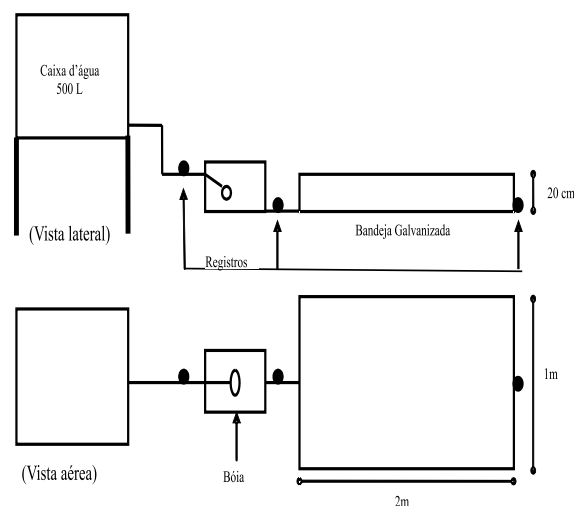 Caixa d'água
500 L
20 cm
(Vista lateral)
Bandeja Galvanizada
Registros
1m
(Vista aérea)
Bóia
2m